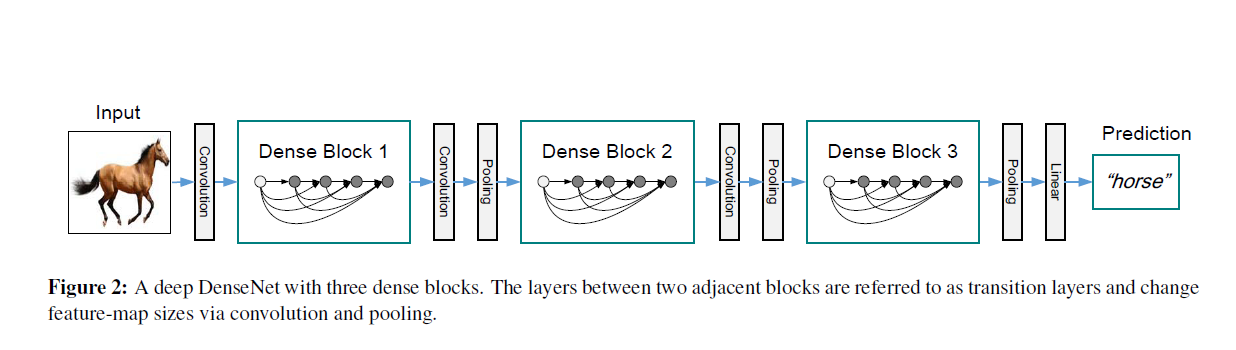 Input
Convolution
Dense Block 1
Convolution
Pooling
Dense Block 2
Convolution
Pooling
Dense Block 3
Pooling
Linear
Prediction
“horse”
Figure 2: A deep DenseNet with three dense blocks. The layers between two adjacent blocks are referred to as transition layers and change
feature-map sizes via convolution and pooling.